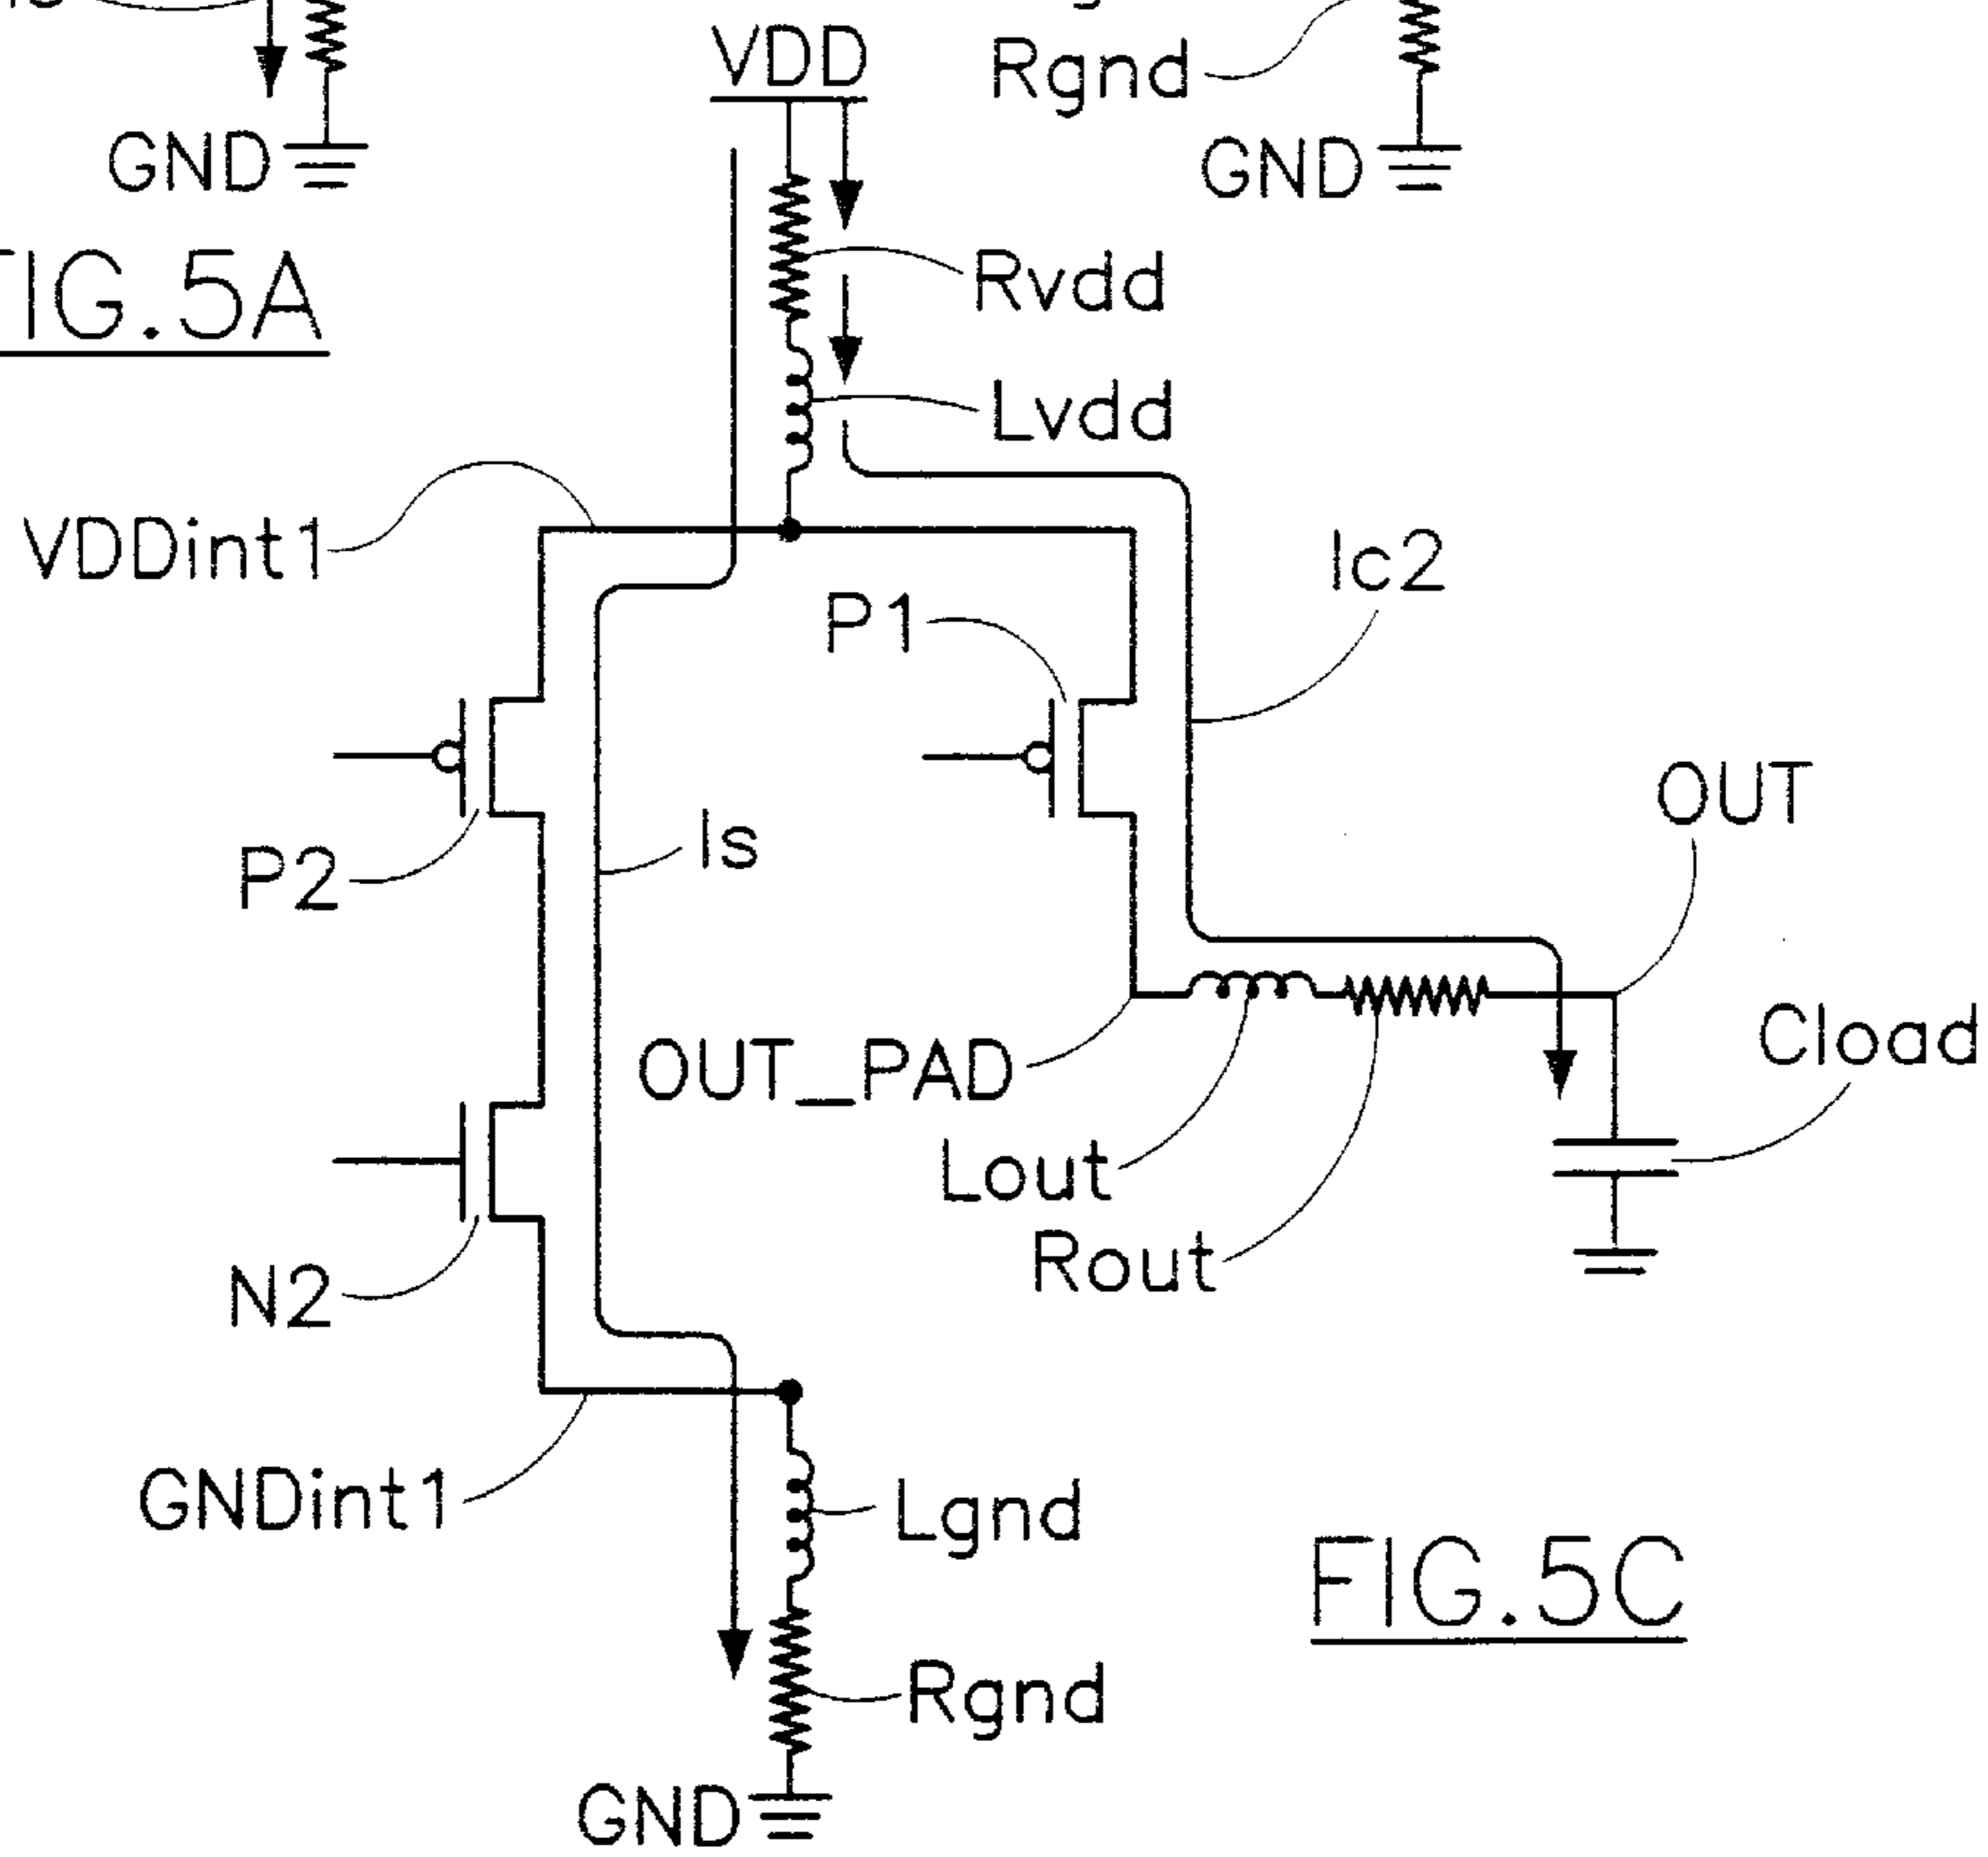 VDD
Rgnd
GND
GND
FIG.5A
Rvdd
Lvdd
VDDint1
Ic2
P1
OUT
Is
P2
Cload
OUT_PAD
Lout
Rout
N2
GNDint1
Lgnd
FIG.5C
Rgnd
GND